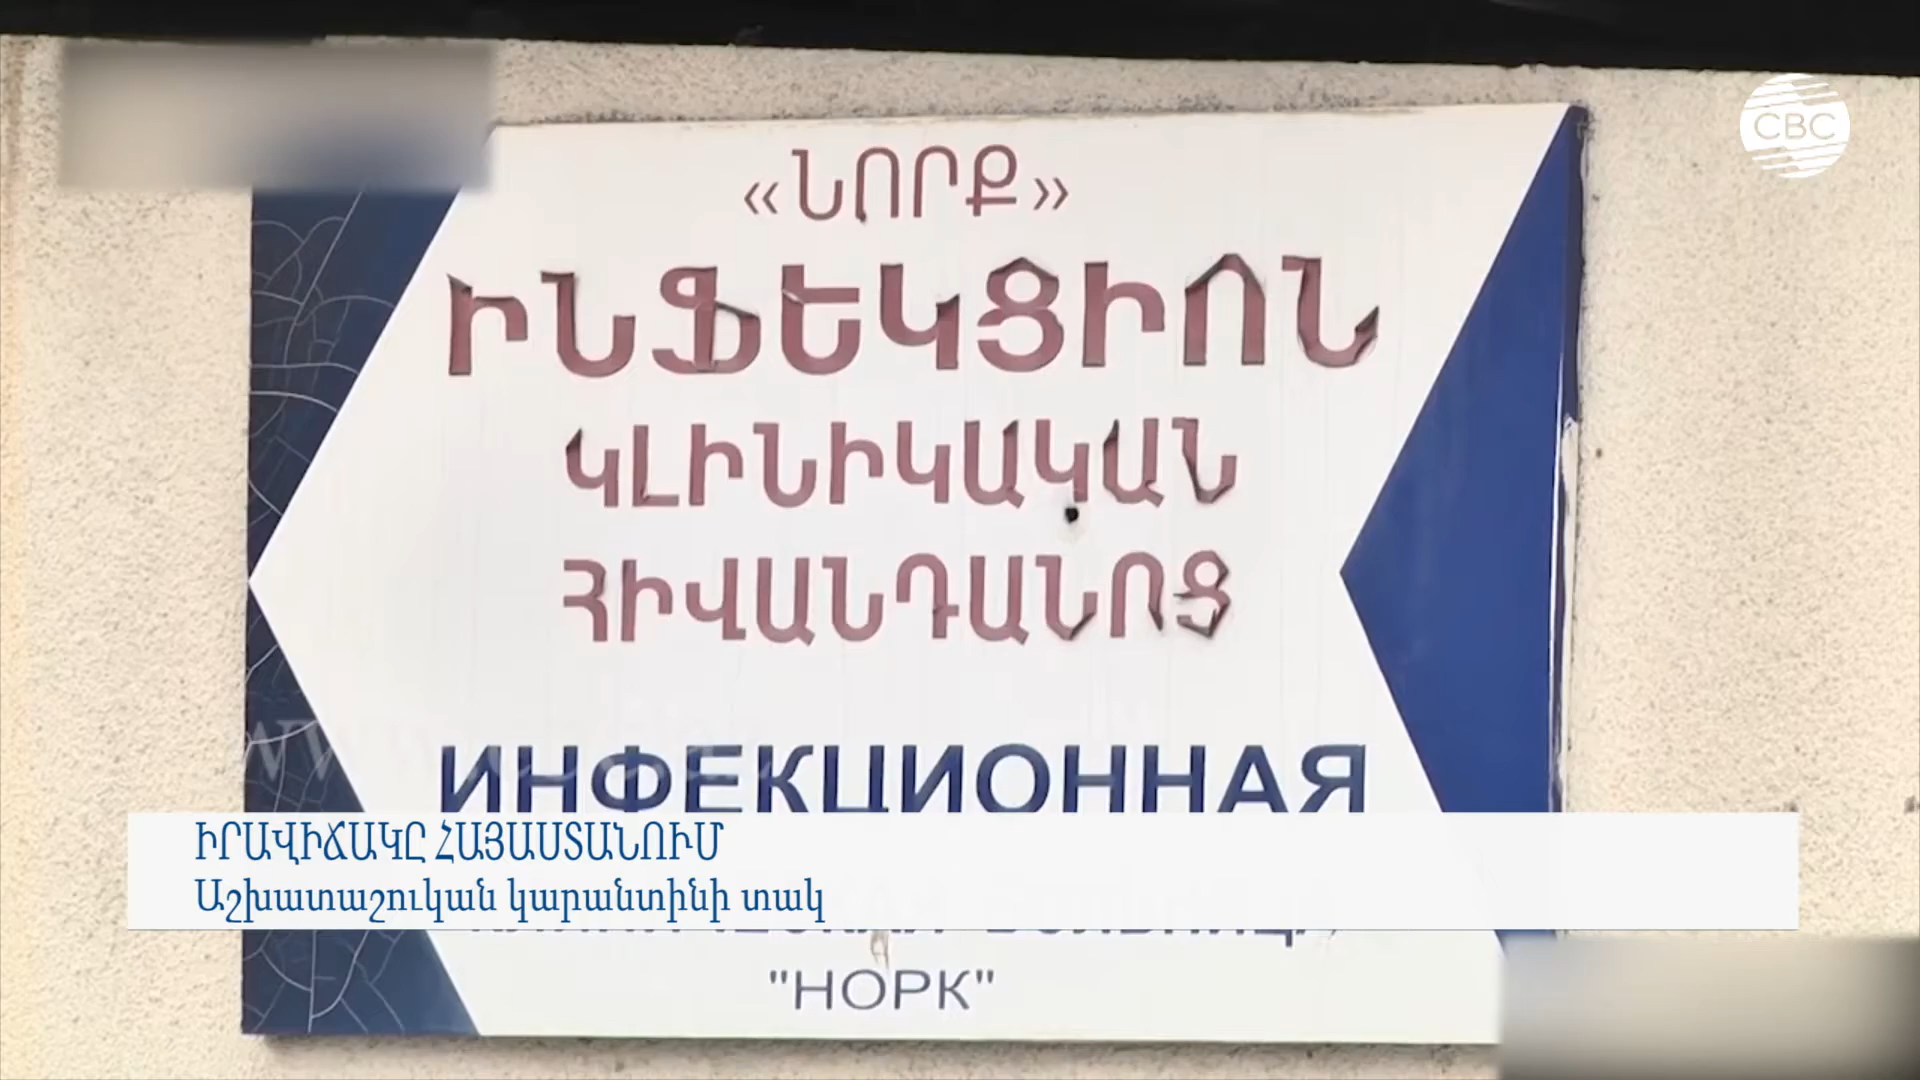 CBC
«ՆՈՐՔ»
ԻՆՖԵԿՑԻՈՆ
ԿԼԻՆԻԿԱԿԱՆ
ՀԻՎԱՆԴԱՆՈՑ
ИНФЕКЦИОННАЯ
ԻՐԱՎԻՃԱԿԸ ՀԱՅԱՍՏԱՆՈՒՄ
Աշխատաշուկան կարանտինի տակ
"НОРК"